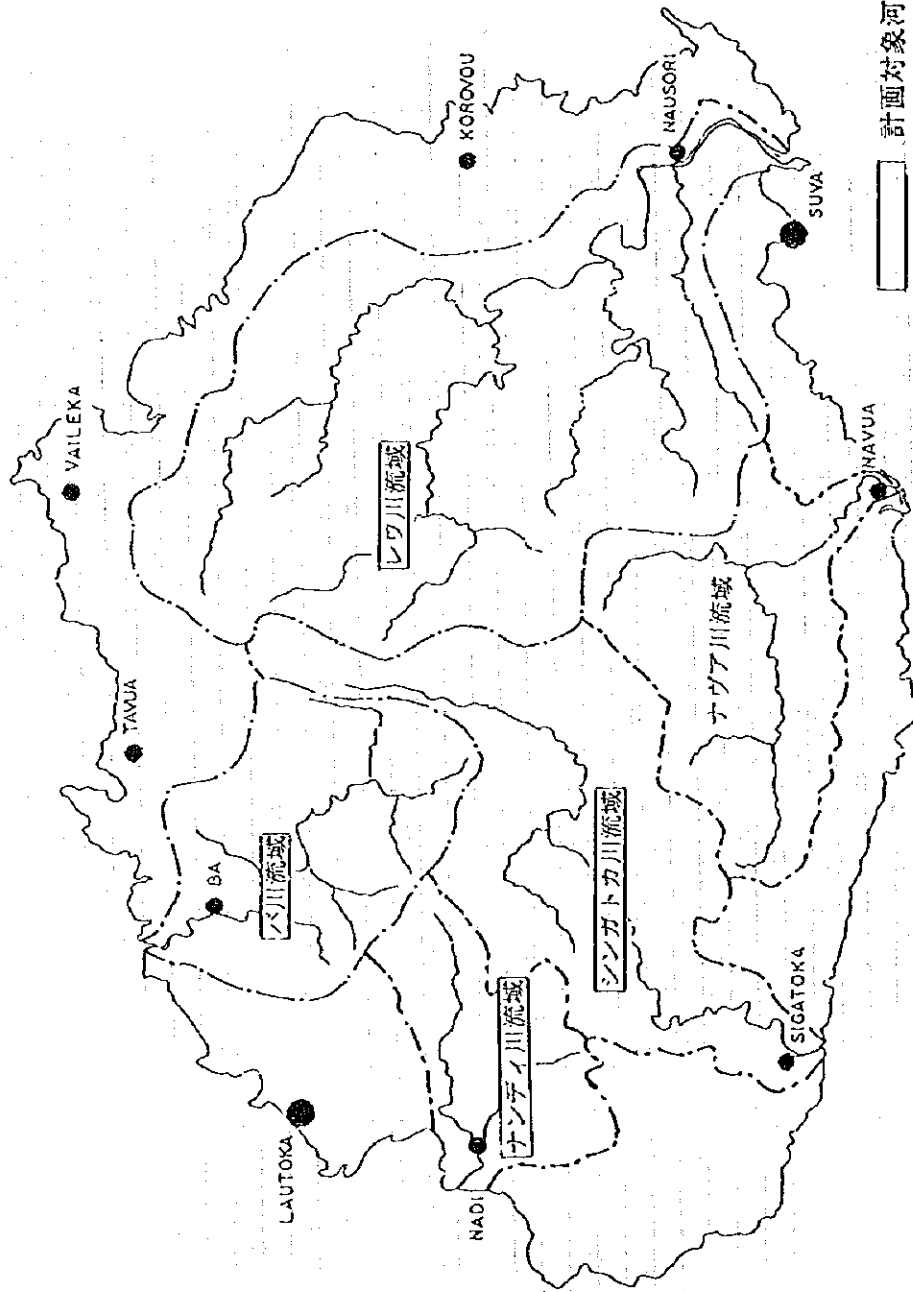 VAILEKA
TAVUA
KOROVOU
BA
バ川流域
レワ川流域
LAUTOKA
NAUSORI
NADI
ナンディ川流域
シンガトカ川流域
ナヴア川流域
SUVA
SIGATOKA
NAVUA
計画対象河